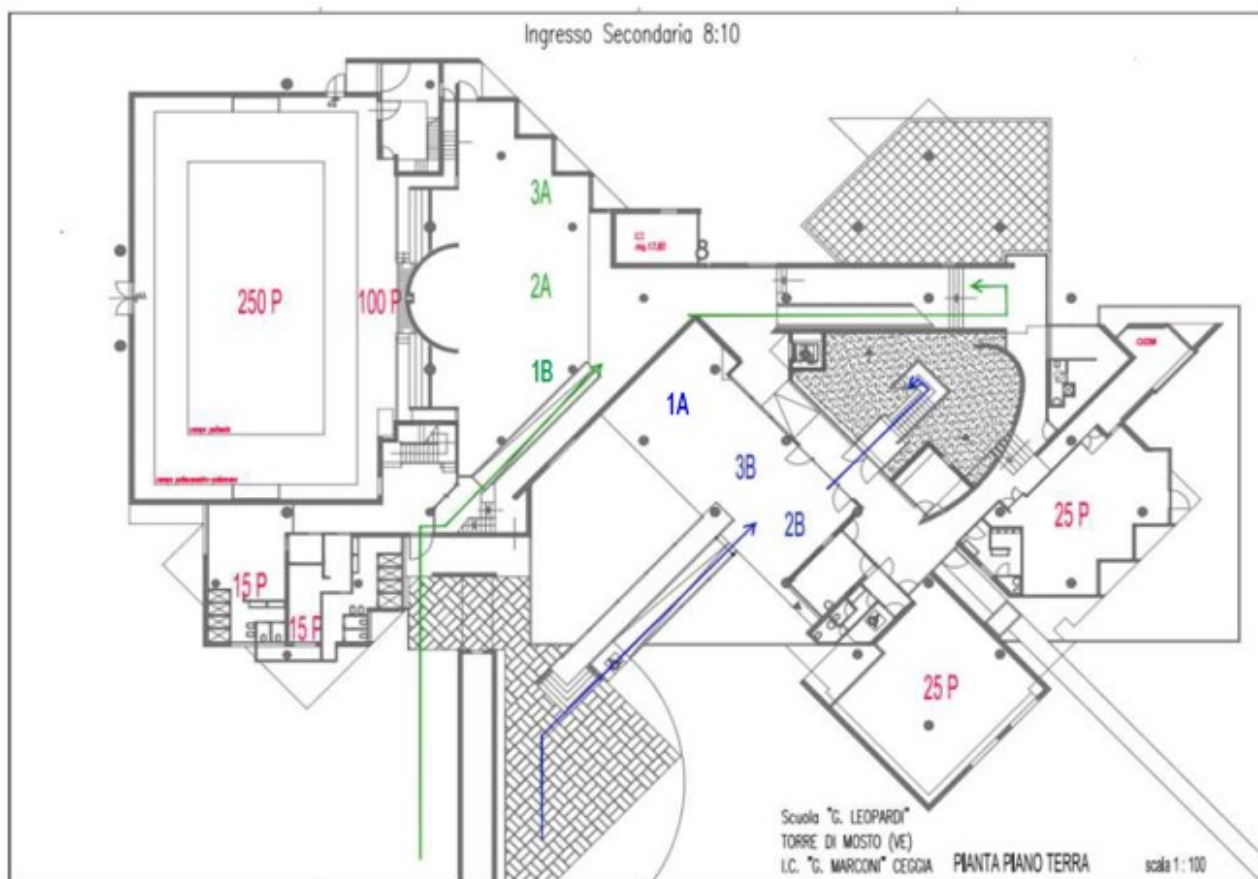 Ingresso Secondaria 8:10
3A
C.T.
2A
250 P
100 P
1B
CUCINA
1A
3B
2B
25 P
15 P
15 P
25 P
Scuola "G. LEOPARDI"
TORRE DI MOSTO (VE)
I.C. "G. MARCONI" CEGGIA PIANTA PIANO TERRA scala 1 : 100